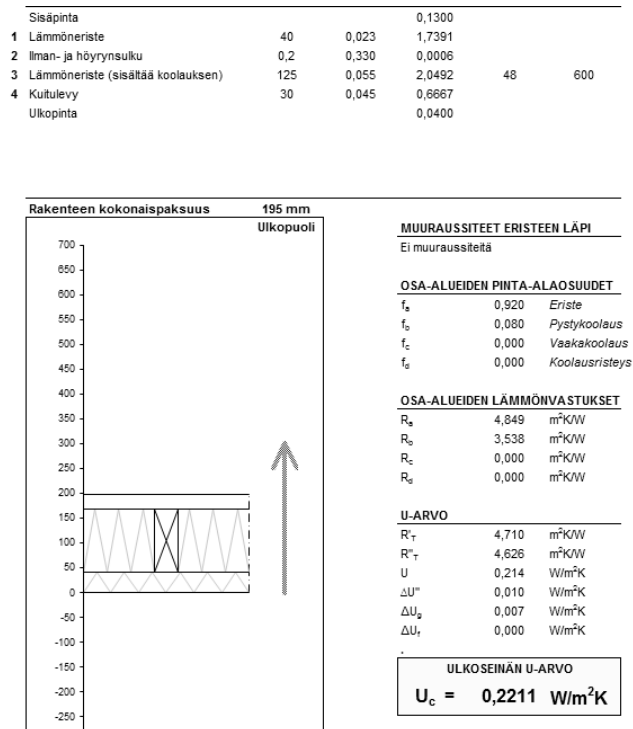 Sisäpinta 0,1300
1 Lämmöneriste 40 0,023 1,7391
2 Ilman- ja höyrynsulku 0,2 0,330 0,0006
3 Lämmöneriste (sisältää koolauksen) 125 0,055 2,0492 48 600
4 Kuitulevy 30 0,045 0,6667
Ulkopinta 0,0400
Rakenteen kokonaispaksuus 195 mm
Ulkopuoli
700
650
600
550
500
450
400
350
300
250
200
150
100
50
0
-50
-100
-150
-200
-250
MUURAUSSITEET ERISTEEN LÄPI
Ei muuraussiteitä
OSA-ALUEIDEN PINTA-ALAOSUUDET
fa 0,920 Eriste
fb 0,080 Pystykoolaus
fc 0,000 Vaakakoolaus
fd 0,000 Koolausristeys
OSA-ALUEIDEN LÄMMÖNVASTUKSET
Ra 4,849 m²K/W
Rb 3,538 m²K/W
Rc 0,000 m²K/W
Rd 0,000 m²K/W
U-ARVO
R'T 4,710 m²K/W
R"T 4,626 m²K/W
U 0,214 W/m²K
ΔU" 0,010 W/m²K
ΔUg 0,007 W/m²K
ΔUf 0,000 W/m²K
.
ULKOSEINÄN U-ARVO
Uc = 0,2211 W/m²K